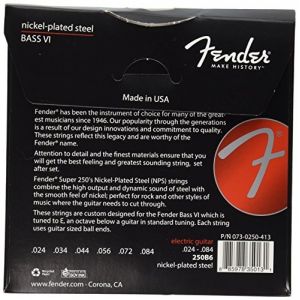 nickel-plated steel
BASS VI
Fender
MAKE HISTORY™
Made in USA
Fender® has been the instrument of choice for many of the great-
est musicians since 1946. Our popularity through the generations
is a result of our design innovations and commitment to quality.
These strings reflect our legacy and are worthy of the name
Fender®.
Attention to detail and the finest materials ensure that you will
get the best feeling and sounding string, set after
set.
Fender® Super 250's Nickel-Plated Steel (NPS) strings
combine the high output and dynamic sound of steel with
the smooth feel of nickel; perfect for rock and other styles of
music where the guitar needs to cut through.
These strings are custom designed for the Fender Bass VI which is
tuned to E, an octave below a standard guitar tuning. Each string
uses guitar sized ball ends.
.024 .034 .044 .056 .072 .084
electric guitar
.024 - .084
250B6
nickel-plated steel
P/N 073-0250-413
www.fender.com • Corona, CA